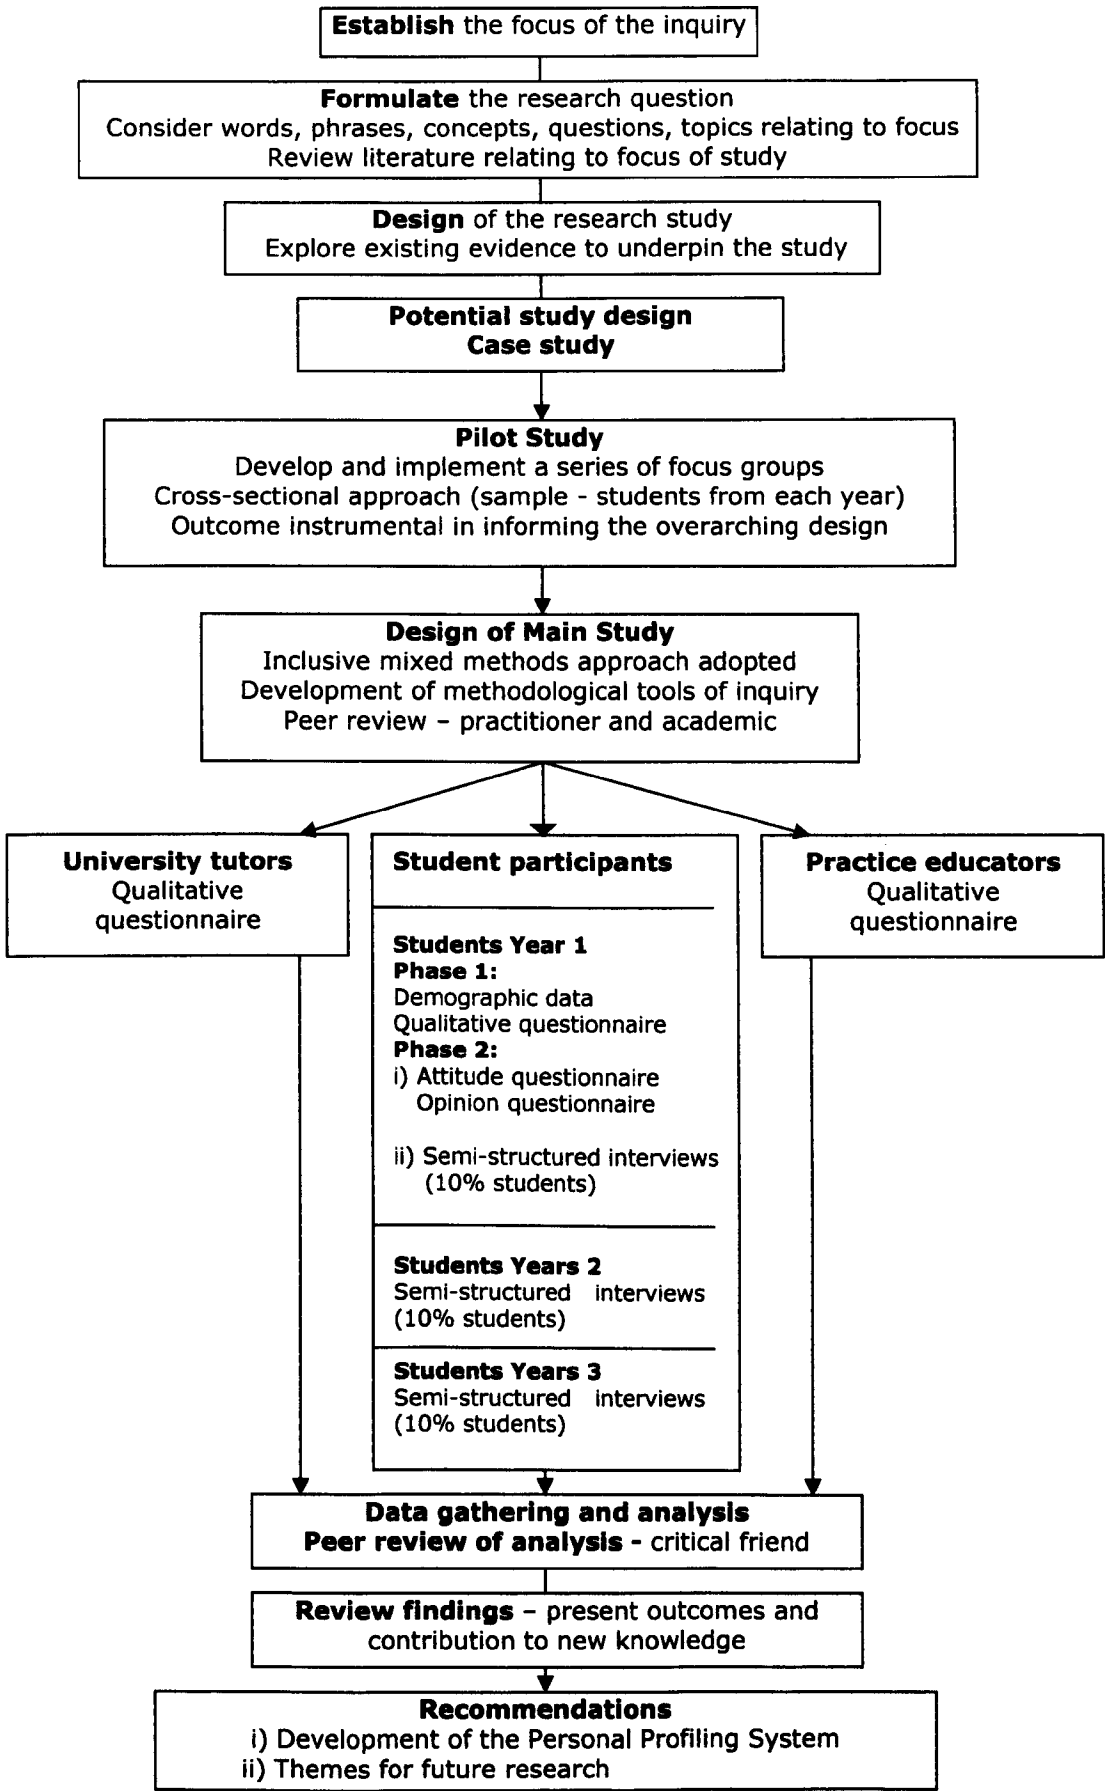 Establish the focus of the inquiry
Formulate the research question
Consider words, phrases, concepts, questions, topics relating to focus
Review literature relating to focus of study
Design of the research study
Explore existing evidence to underpin the study
Potential study design
Case study
Pilot Study
Develop and implement a series of focus groups
Cross-sectional approach (sample - students from each year)
Outcome instrumental in informing the overarching design
Design of Main Study
Inclusive mixed methods approach adopted
Development of methodological tools of inquiry
Peer review – practitioner and academic
University tutors
Qualitative
questionnaire
Student participants
Students Year 1
Phase 1:
Demographic data
Qualitative questionnaire
Phase 2:
i) Attitude questionnaire
Opinion questionnaire
ii) Semi-structured interviews
(10% students)
Students Years 2
Semi-structured interviews
(10% students)
Students Years 3
Semi-structured interviews
(10% students)
Practice educators
Qualitative
questionnaire
Data gathering and analysis
Peer review of analysis - critical friend
Review findings – present outcomes and
contribution to new knowledge
Recommendations
i) Development of the Personal Profiling System
ii) Themes for future research